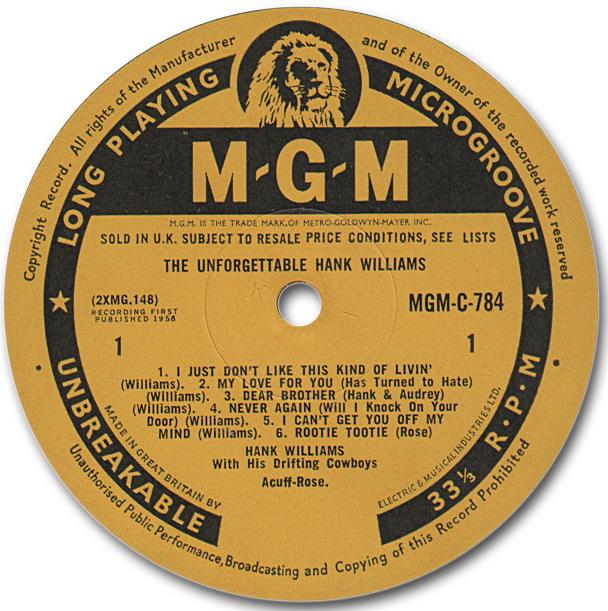 Copyright Record. All rights of the Manufacturer and of the Owner of the recorded work reserved
LONG PLAYING MICROGROOVE
M-G-M
M.G.M. IS THE TRADE MARK, OF METRO-GOLDWYN-MAYER INC.
SOLD IN U.K. SUBJECT TO RESALE PRICE CONDITIONS, SEE LISTS
THE UNFORGETTABLE HANK WILLIAMS
(2XMG.148)
RECORDING FIRST
PUBLISHED 1958
MGM-C-784
1
1
1. I JUST DON'T LIKE THIS KIND OF LIVIN'
(Williams). 2. MY LOVE FOR YOU (Has Turned to Hate)
(Williams) 3. DEAR BROTHER (Hank & Audrey)
(Williams) 4. NEVER AGAIN (Will I Knock On Your
Door) (Williams). 5. I CAN'T GET YOU OFF MY
MIND (Williams). 6. ROOTIE TOOTIE (Rose)
HANK WILLIAMS
With His Drifting Cowboys
Acuff-Rose.
MADE IN GREAT BRITAIN BY ELECTRIC & MUSICAL INDUSTRIES LTD.
UNBREAKABLE
33⅓ R·P·M
Unauthorised Public Performance, Broadcasting and Copying of this Record Prohibited